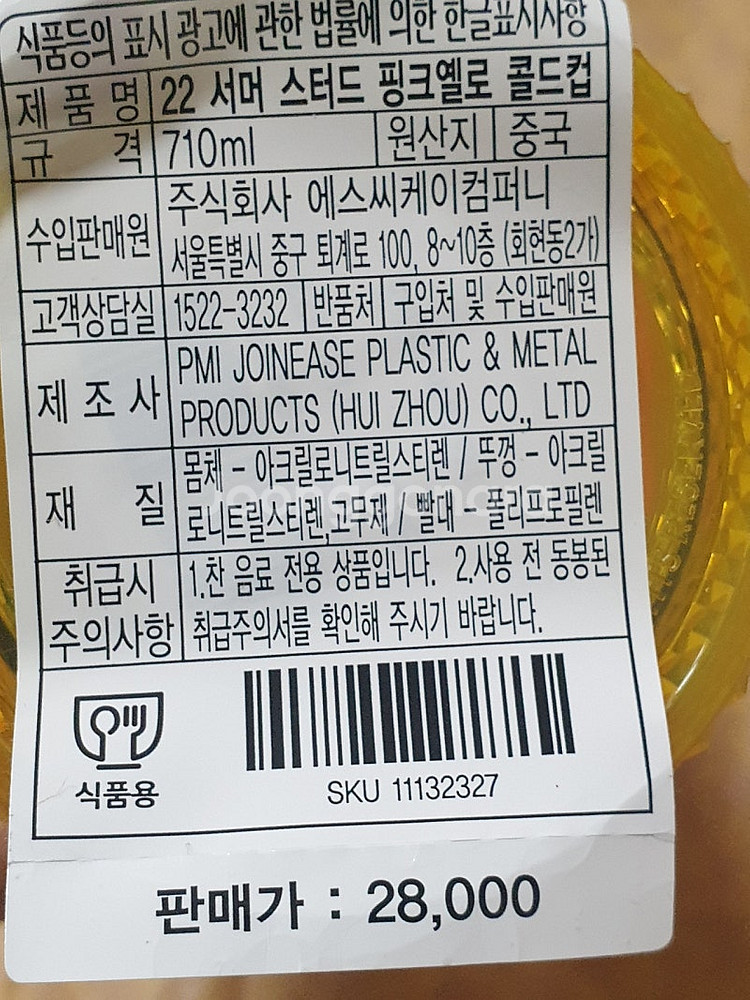 식품등의 표시 광고에 관한 법률에 의한 한글표시사항
제 품 명 22 서머 스터드 핑크옐로 콜드컵
규 격 710ml 원산지 중국
수입판매원 주식회사 에스씨케이컴퍼니
서울특별시 중구 퇴계로 100, 8~10층 (회현동2가)
고객상담실 1522-3232 반품처 구입처 및 수입판매원
제 조 사 PMI JOINEASE PLASTIC & METAL
PRODUCTS (HUI ZHOU) CO., LTD
재 질 몸체 - 아크릴로니트릴스티렌 / 뚜껑 - 아크릴
로니트릴스티렌,고무제 / 빨대 - 폴리프로필렌
취급시 주의사항 1.찬 음료 전용 상품입니다. 2.사용 전 동봉된
취급주의서를 확인해 주시기 바랍니다.
식품용
SKU 11132327
판매가 : 28,000